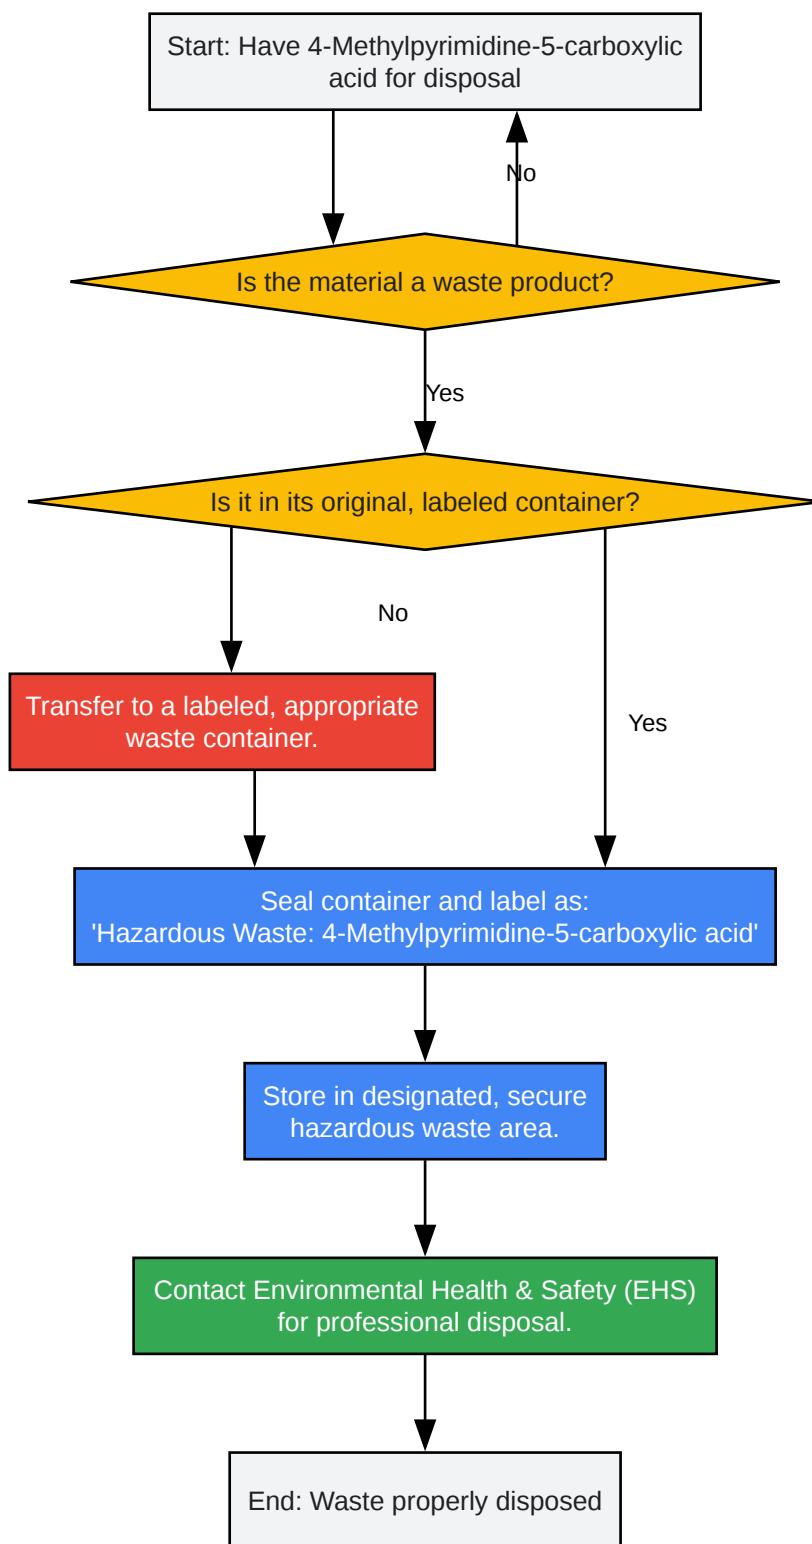 Start: Have 4-Methylpyrimidine-5-carboxylic
acid for disposal
No
Is the material a waste product?
Yes
Is it in its original, labeled container?
No
Transfer to a labeled, appropriate
waste container.
Yes
Seal container and label as:
'Hazardous Waste: 4-Methylpyrimidine-5-carboxylic acid'
Store in designated, secure
hazardous waste area.
Contact Environmental Health & Safety (EHS)
for professional disposal.
End: Waste properly disposed